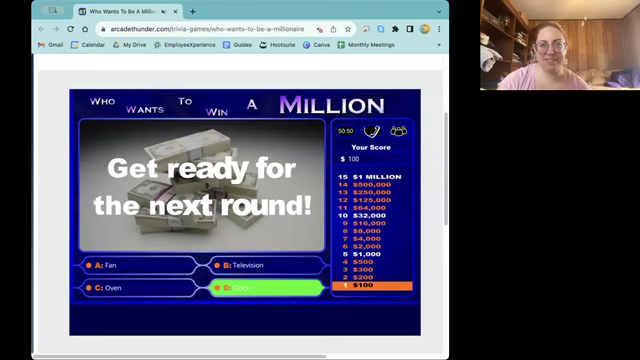 Who Wants To Be A Million
arcadethunder.com/trivia-games/who-wants-to-be-a-millionaire
Gmail Calendar My Drive EmployeeXperience Guides Hootsuite Canva Monthly Meetings
WHO WANTS TO WIN A MILLION
Get ready for
the next round!
50:50
Your Score
$ 100
15 $1 MILLION
14 $500,000
13 $250,000
12 $125,000
11 $64,000
10 $32,000
9 $16,000
8 $8,000
7 $4,000
6 $2,000
5 $1,000
4 $500
3 $300
2 $200
1 $100
A: Fan
B: Television
C: Oven
D: